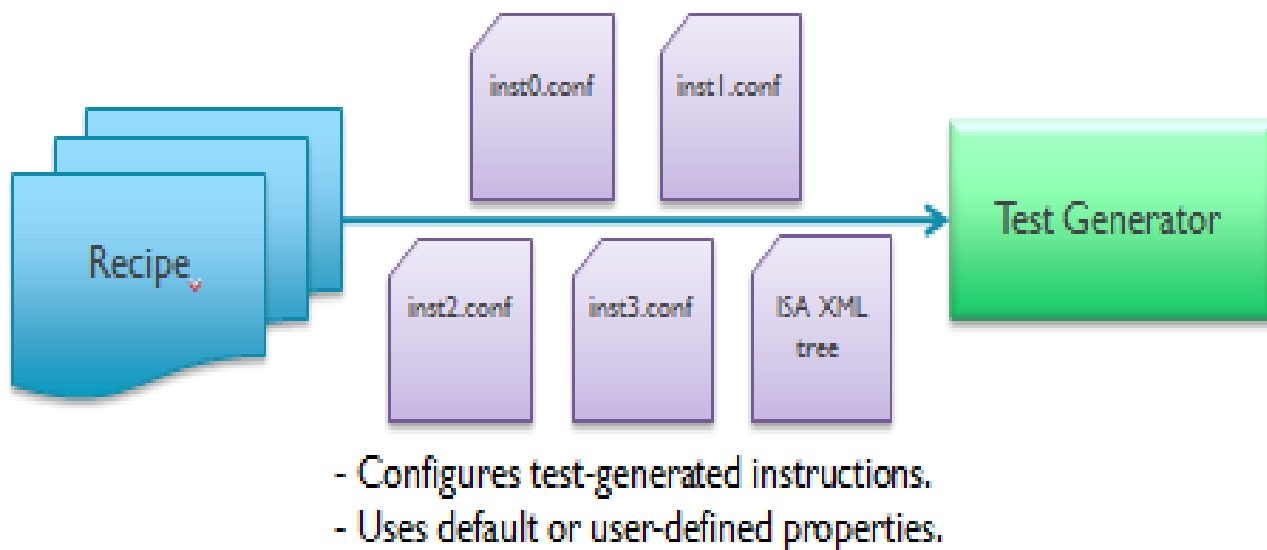 inst0.conf
inst1.conf
Recipe
Test Generator
inst2.conf
inst3.conf
ISA XML
tree
- Configures test-generated instructions.
- Uses default or user-defined properties.